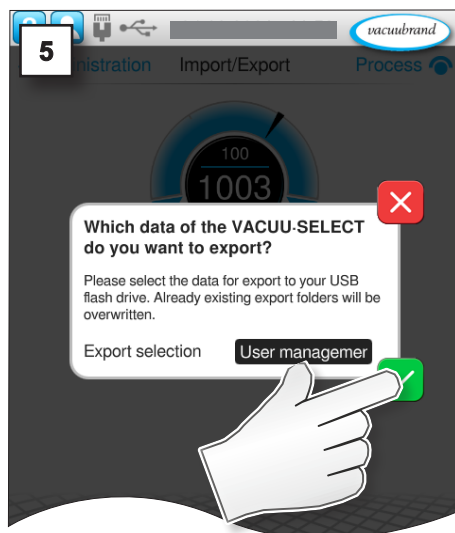 5
vacuubrand
nistration Import/Export Process
100
1003
Which data of the VACUU·SELECT
do you want to export?
Please select the data for export to your USB
flash drive. Already existing export folders will be
overwritten.
Export selection User managemer